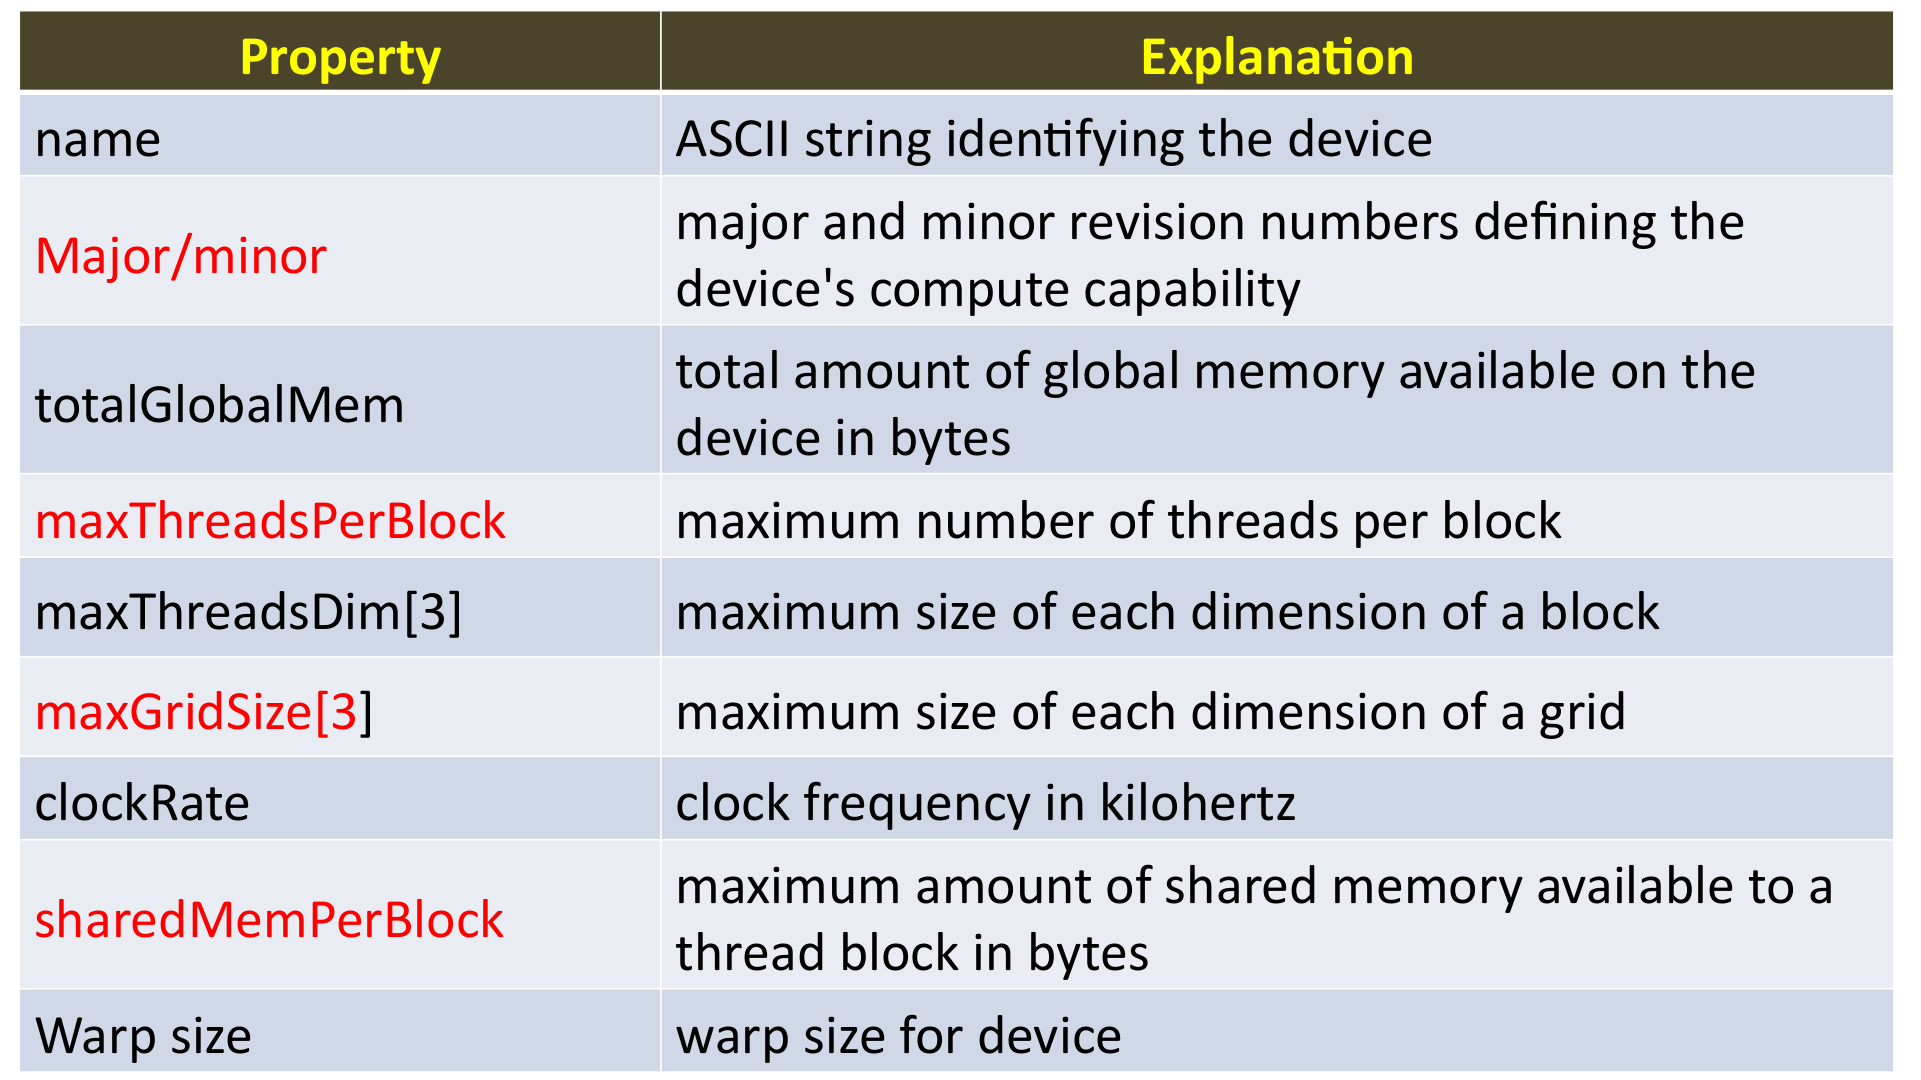 Property
Explanation
name
ASCII string identifying the device
Major/minor
major and minor revision numbers defining the
device's compute capability
totalGlobalMem
total amount of global memory available on the
device in bytes
maxThreadsPerBlock
maximum number of threads per block
maxThreadsDim[3]
maximum size of each dimension of a block
maxGridSize[3]
maximum size of each dimension of a grid
clockRate
clock frequency in kilohertz
sharedMemPerBlock
maximum amount of shared memory available to a
thread block in bytes
Warp size
warp size for device